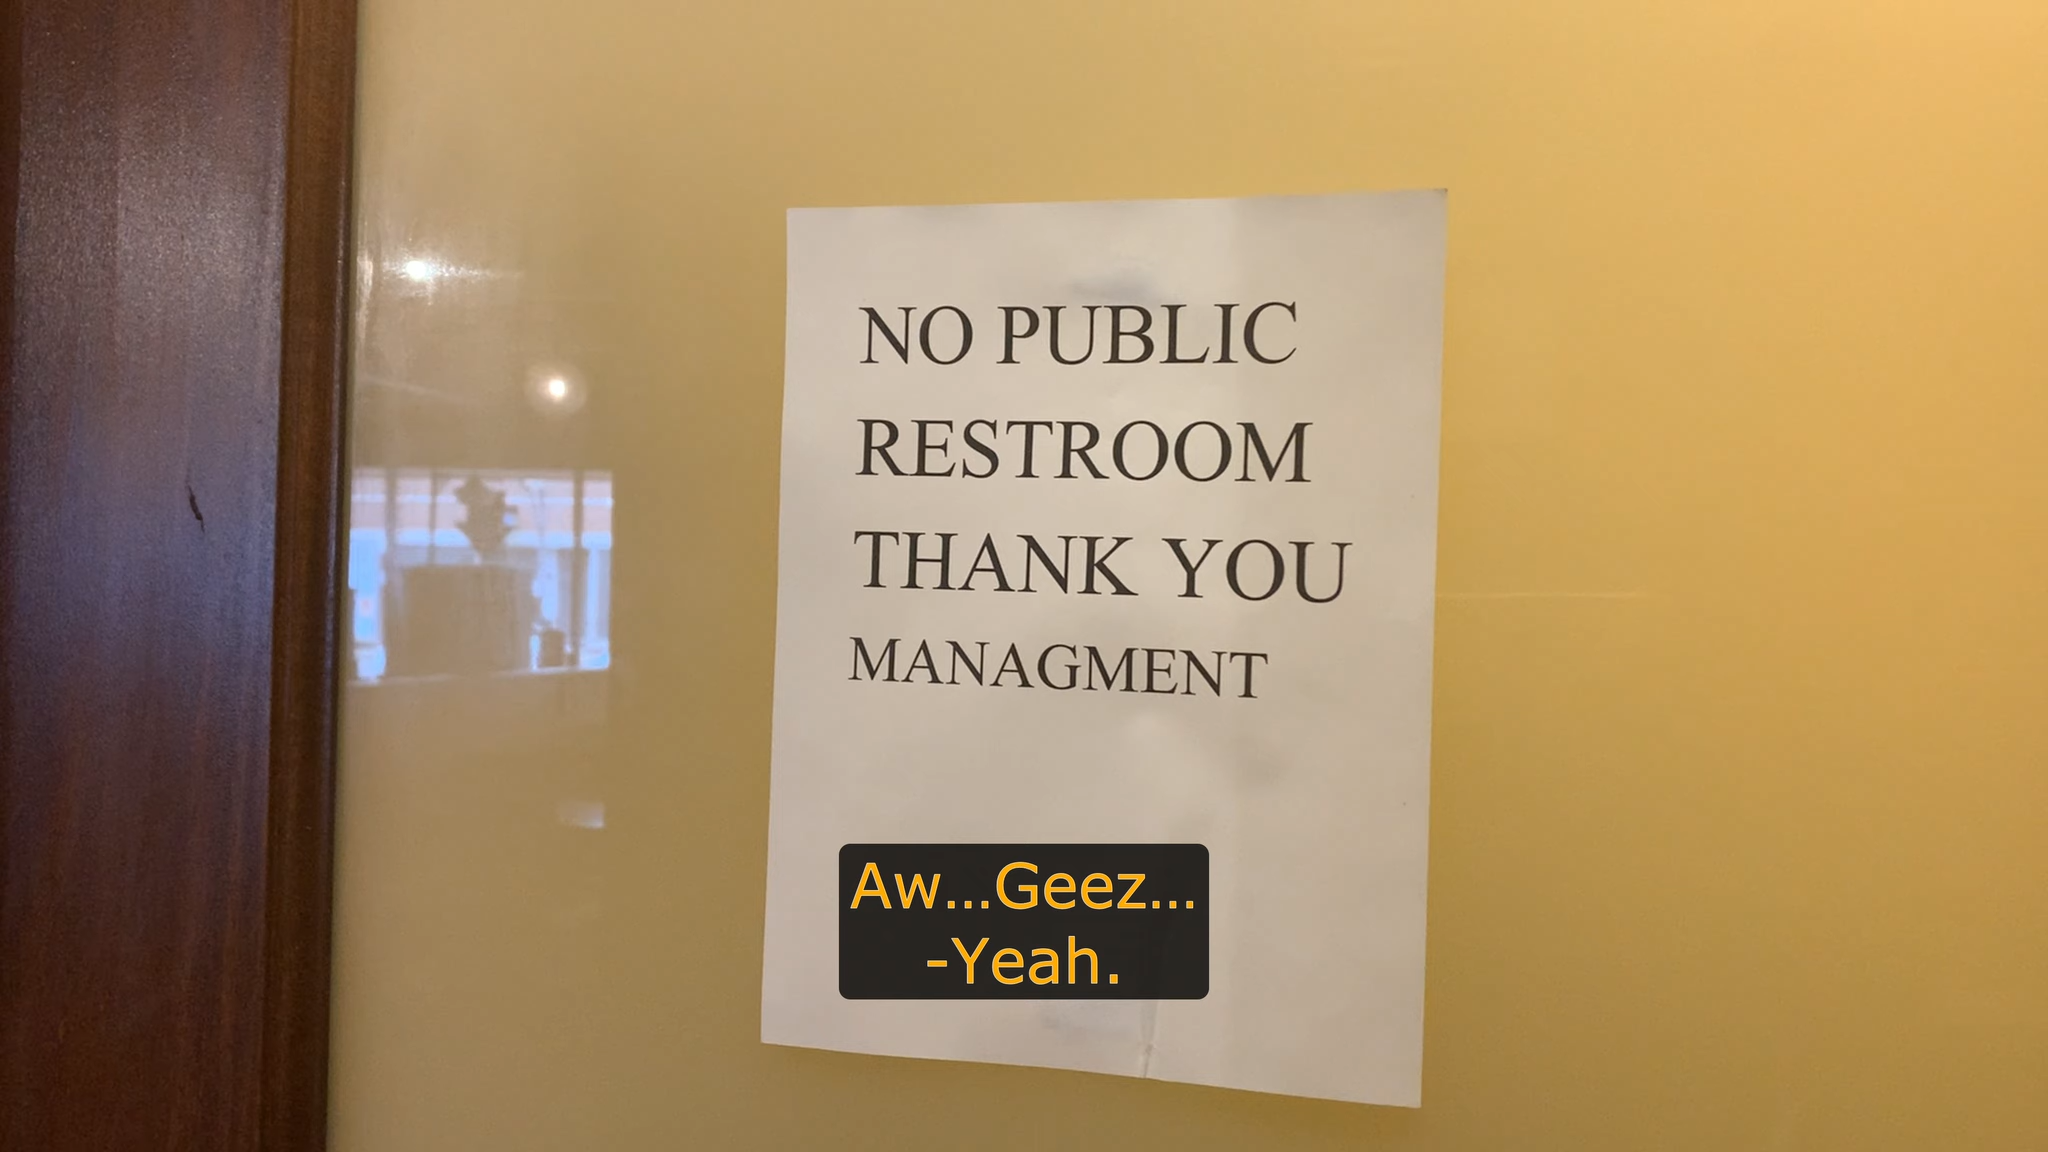 NO PUBLIC
RESTROOM
THANK YOU
MANAGMENT
Aw...Geez...
-Yeah.